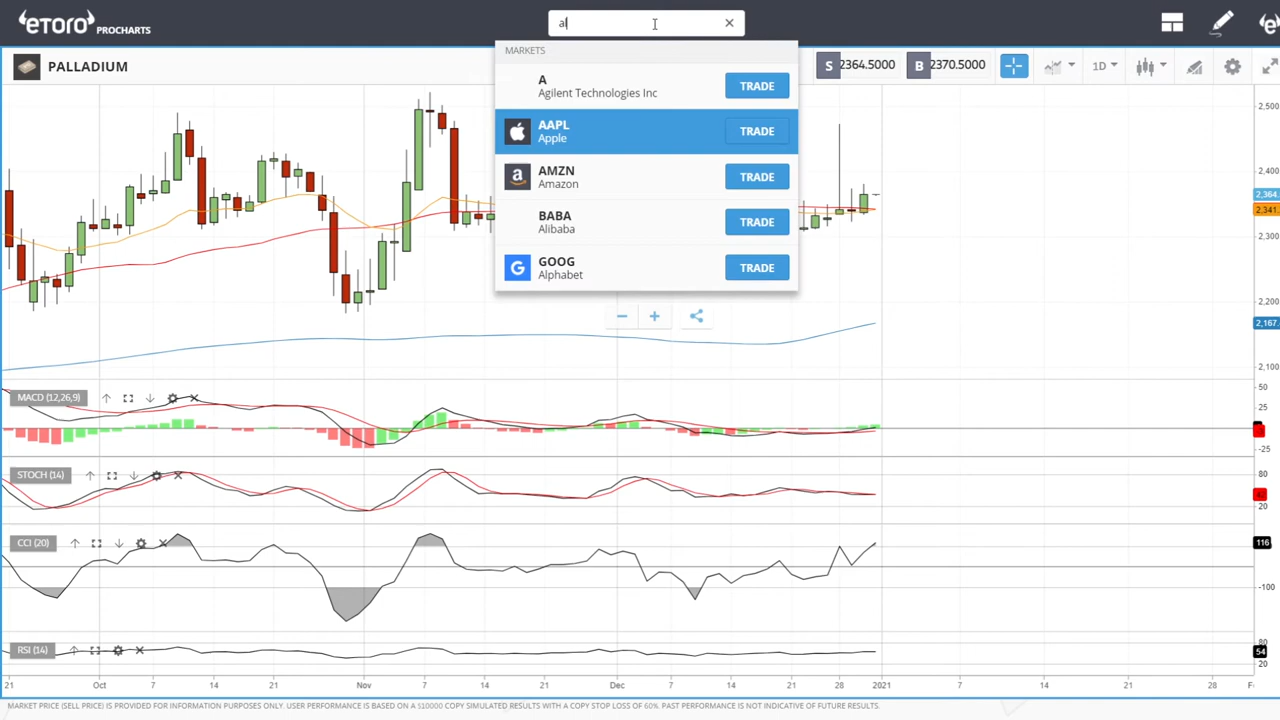 eTORO PROCHARTS
al
MARKETS
PALLADIUM
S 2364.5000 B 2370.5000 1D
A
Agilent Technologies Inc
TRADE
AAPL
Apple
TRADE
AMZN
Amazon
TRADE
BABA
Alibaba
TRADE
GOOG
Alphabet
TRADE
2,500
2,400
2,364.
2,341.
2,300
2,200
2,167.
2,100
MACD (12,26,9)
50
25
-25
STOCH (14)
80
20
CCI (20)
116
-100
RSI (14)
54
20
21 Oct 7 14 21 Nov 7 14 21 Dec 7 14 21 28 2021 7 14 21 28
MARKET PRICE (SELL PRICE) IS PROVIDED FOR INFORMATION PURPOSES ONLY. USER PERFORMANCE IS BASED ON A $10000 COPY SIMULATED RESULTS WITH A COPY STOP LOSS OF 60%. PAST PERFORMANCE IS NOT INDICATIVE OF FUTURE RESULTS.